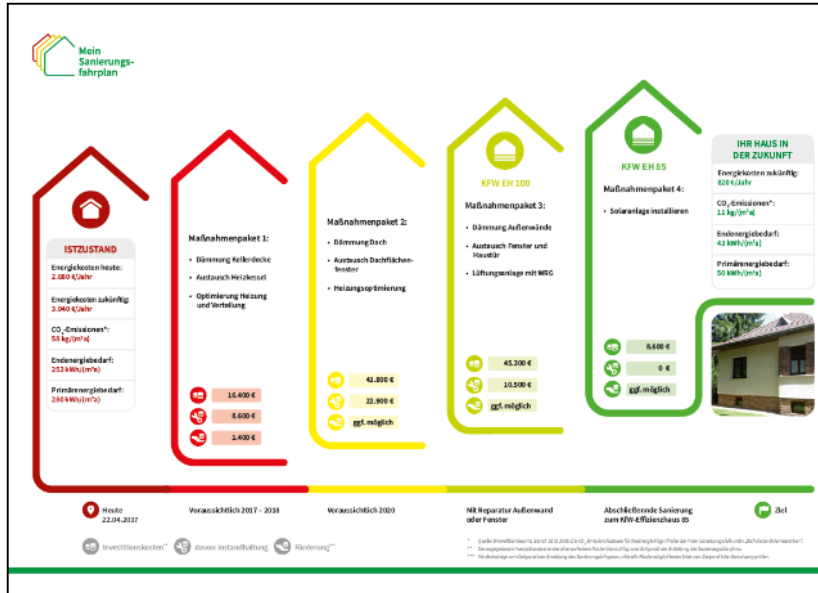 Mein
Sanierungs-
fahrplan
ISTZUSTAND
Energiekosten heute:
2.680 €/Jahr
Energiekosten zukünftig:
3.040 €/Jahr
CO₂-Emissionen*:
58 kg/(m²a)
Endenergiebedarf:
252 kWh/(m²a)
Primärenergiebedarf:
280 kWh/(m²a)
Maßnahmenpaket 1:
• Dämmung Kellerdecke
• Austausch Heizkessel
• Optimierung Heizung
und Verteilung
16.400 €
8.600 €
1.400 €
Maßnahmenpaket 2:
• Dämmung Dach
• Austausch Dachflächen-
fenster
• Heizungsoptimierung
41.800 €
22.900 €
ggf. möglich
KFW EH 100
Maßnahmenpaket 3:
• Dämmung Außenwände
• Austausch Fenster und
Haustür
• Lüftungsanlage mit WRG
45.300 €
10.500 €
ggf. möglich
KFW EH 85
Maßnahmenpaket 4:
• Solaranlage installieren
8.600 €
0 €
ggf. möglich
IHR HAUS IN
DER ZUKUNFT
Energiekosten zukünftig:
820 €/Jahr
CO₂-Emissionen*:
11 kg/(m²a)
Endenergiebedarf:
43 kWh/(m²a)
Primärenergiebedarf:
50 kWh/(m²a)
Heute
22.04.2017
Voraussichtlich 2017 – 2018
Voraussichtlich 2020
Mit Reparatur Außenwand
oder Fenster
Abschließende Sanierung
zum KfW-Effizienzhaus 85
Ziel
Investitionskosten**
davon Instandhaltung
Förderung***